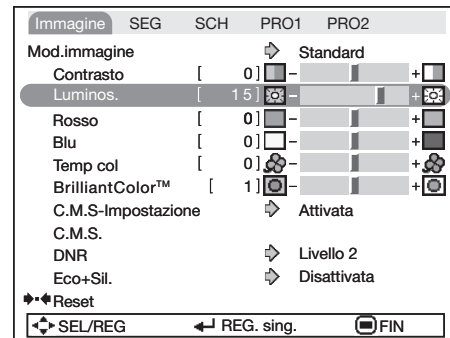 Immagine SEG SCH PRO1 PRO2
Mod.immagine Standard
Contrasto [ 0] - +
Luminos. [ 15] - +
Rosso [ 0] - +
Blu [ 0] - +
Temp col [ 0] - +
BrilliantColor™ [ 1] - +
C.M.S-Impostazione Attivata
C.M.S.
DNR Livello 2
Eco+Sil. Disattivata
Reset
SEL/REG REG. sing. FIN